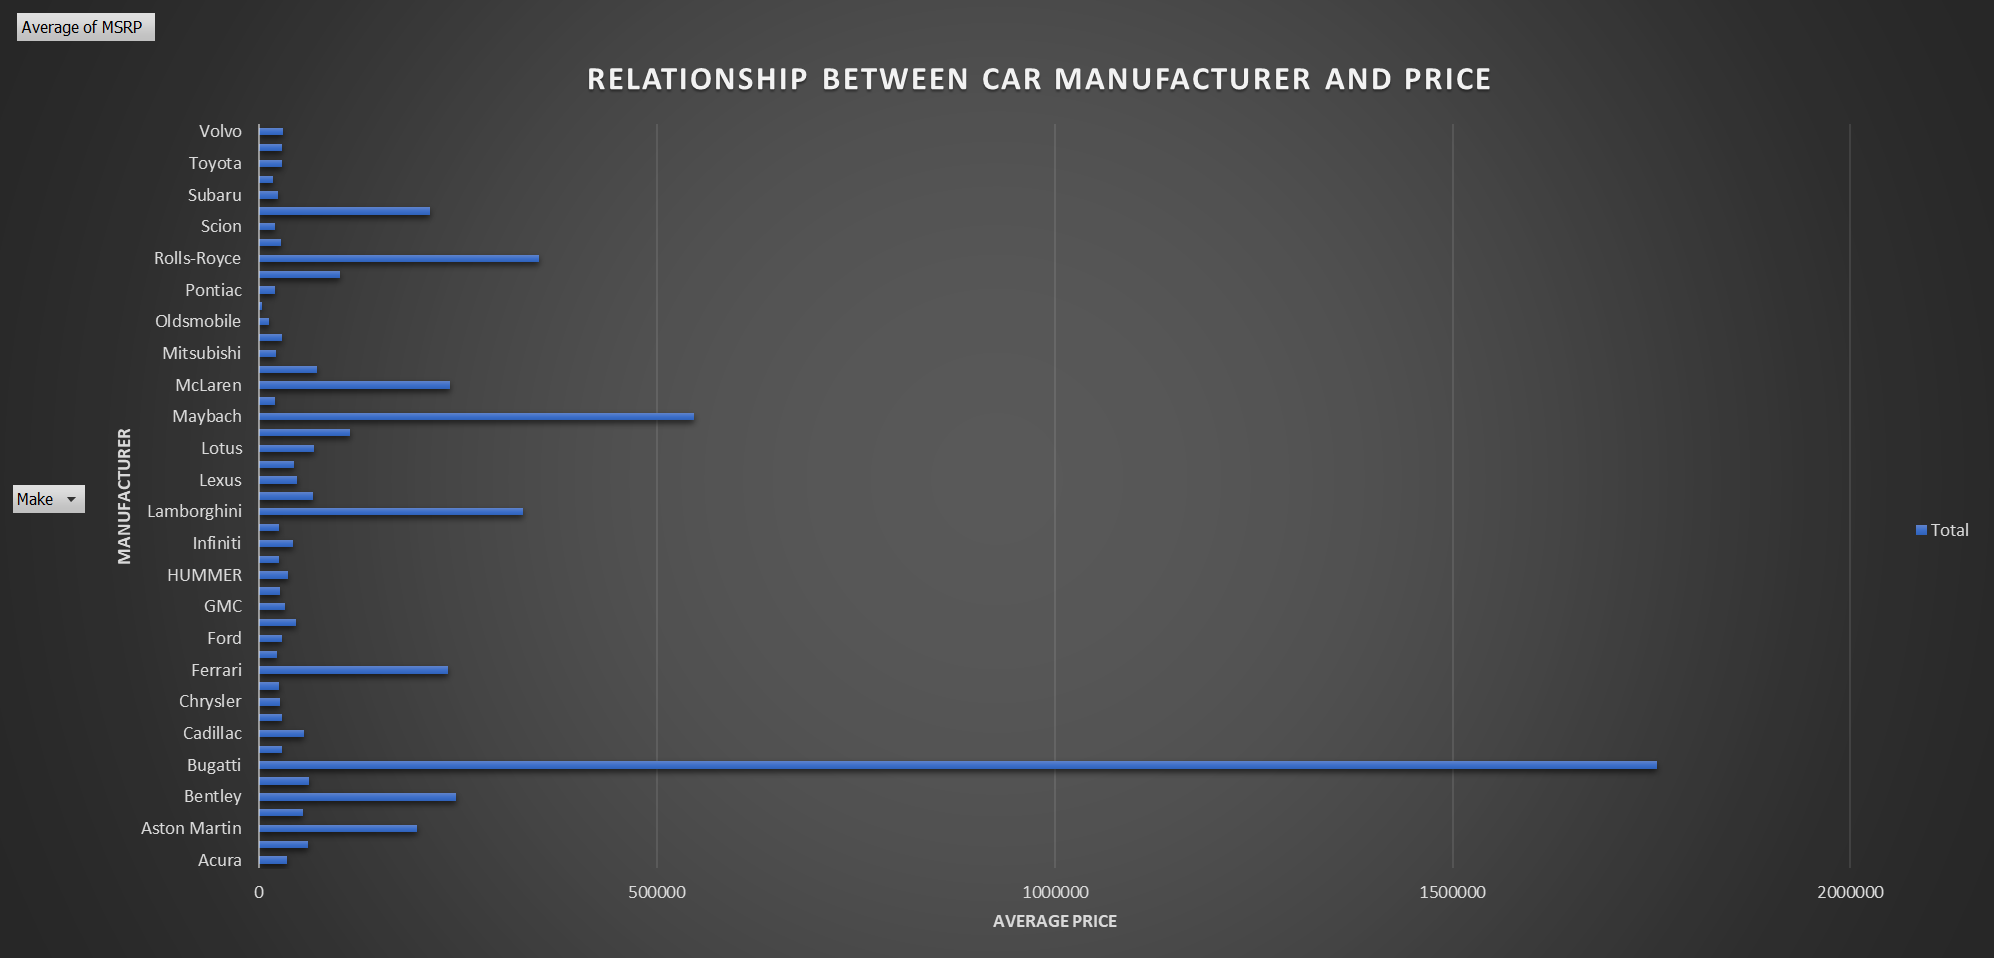 Average of MSRP
RELATIONSHIP BETWEEN CAR MANUFACTURER AND PRICE
Volvo
Toyota
Subaru
Scion
Rolls-Royce
Pontiac
Oldsmobile
Mitsubishi
McLaren
Maybach
Lotus
Lexus
Lamborghini
Infiniti
HUMMER
GMC
Ford
Ferrari
Chrysler
Cadillac
Bugatti
Bentley
Aston Martin
Acura
MANUFACTURER
Make
Total
0 500000 1000000 1500000 2000000
AVERAGE PRICE